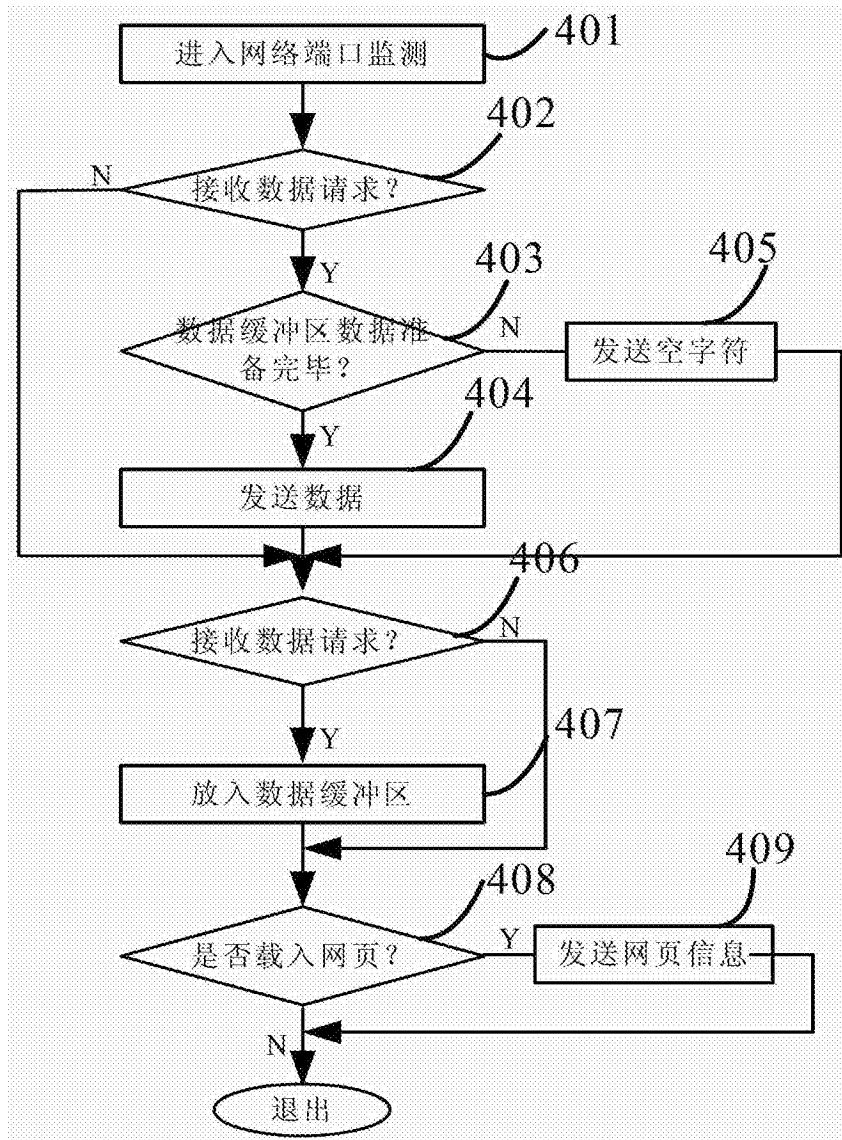 进入网络端口监测
401
402
N
接收数据请求?
Y
403
405
数据缓冲区数据准
备完毕?
N
发送空字符
404
Y
发送数据
406
接收数据请求?
N
Y
407
放入数据缓冲区
408
409
是否载入网页?
Y
发送网页信息
N
退出